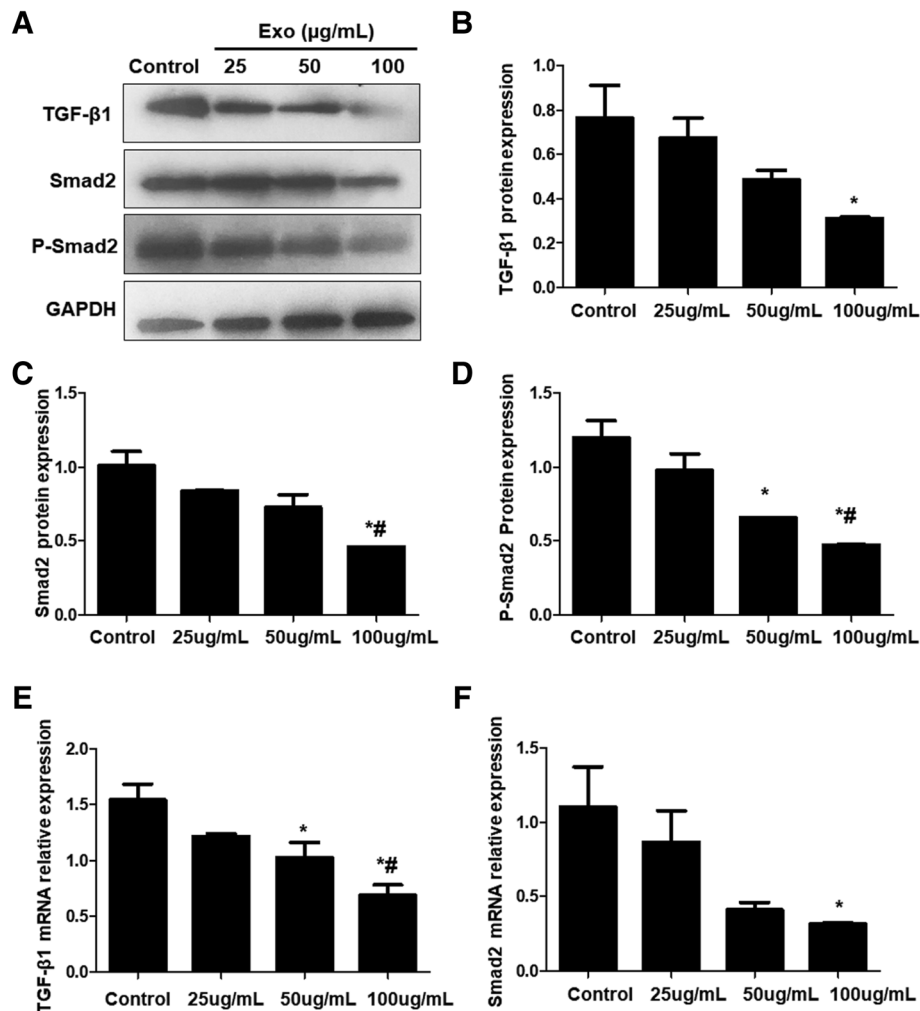 A
Exo (µg/mL)
Control 25 50 100
TGF-β1
Smad2
P-Smad2
GAPDH
B
TGF-β1 protein expression
1.0
0.8
0.6
0.4
0.2
0.0
*
Control 25ug/mL 50ug/mL 100ug/mL
C
Smad2 protein expression
1.5
1.0
0.5
0.0
*#
Control 25ug/mL 50ug/mL 100ug/mL
D
P-Smad2 Protein expression
1.5
1.0
0.5
0.0
*
*#
Control 25ug/mL 50ug/mL 100ug/mL
E
TGF-β1 mRNA relative expression
2.0
1.5
1.0
0.5
0.0
*
*#
Control 25ug/mL 50ug/mL 100ug/mL
F
Smad2 mRNA relative expression
1.5
1.0
0.5
0.0
*
Control 25ug/mL 50ug/mL 100ug/mL